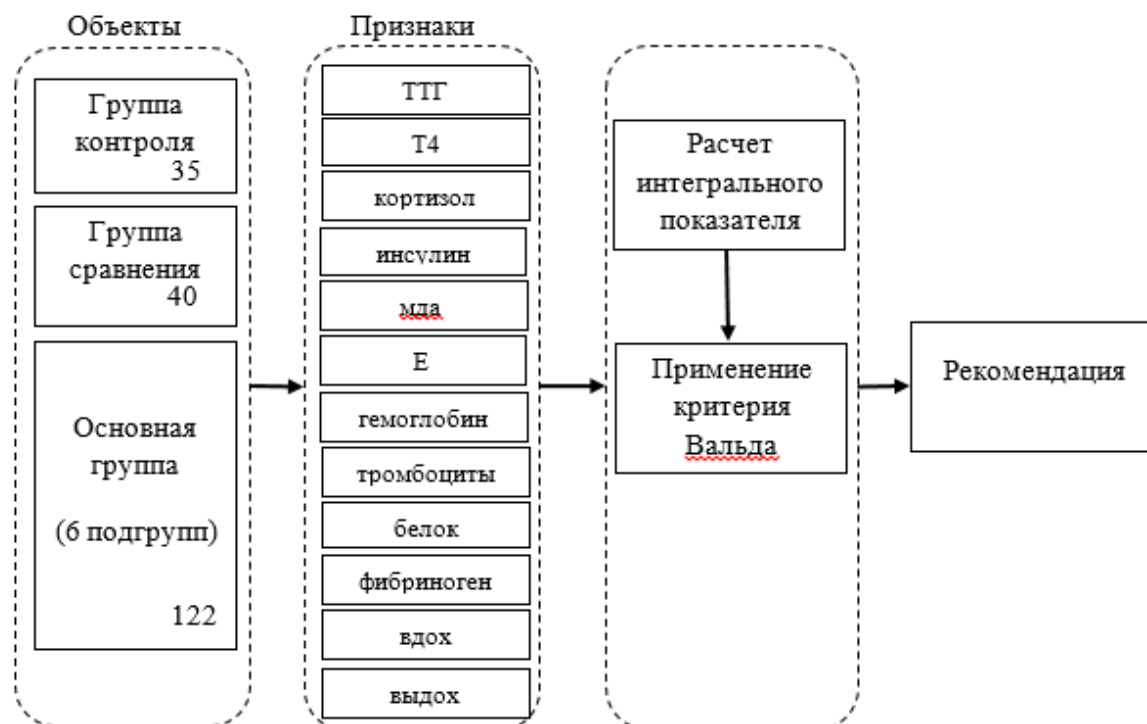 Объекты
Группа
контроля
35
Группа
сравнения
40
Основная
группа
(6 подгрупп)
122
Признаки
ТТГ
Т4
кортизол
инсулин
мда
Е
гемоглобин
тромбоциты
белок
фибриноген
вдох
выдох
Расчет
интегрального
показателя
Применение
критерия
Вальда
Рекомендация